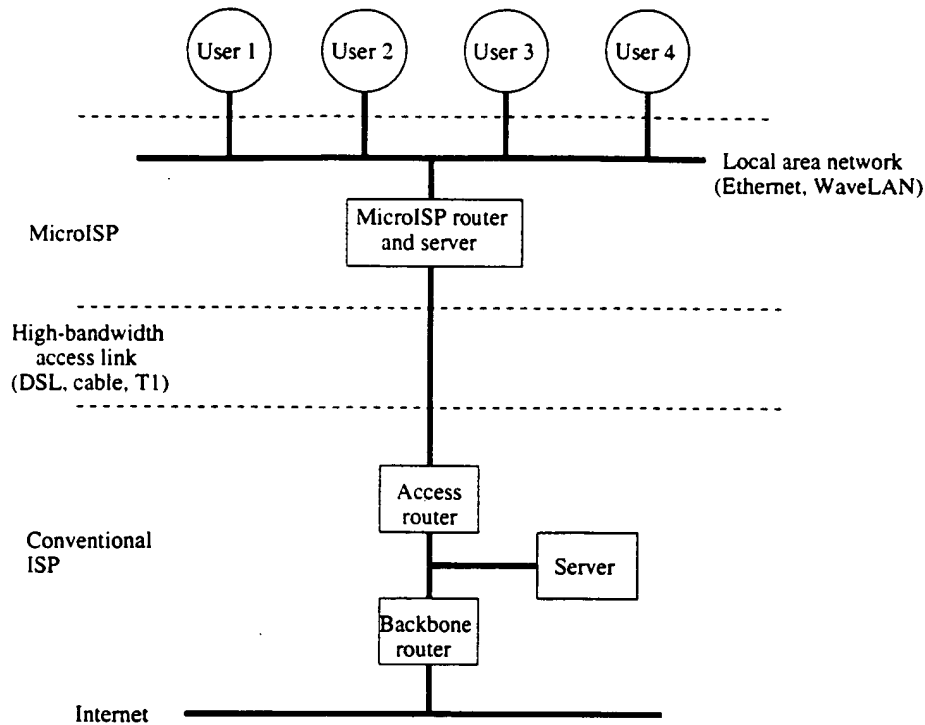 User 1
User 2
User 3
User 4
Local area network
(Ethernet, WaveLAN)
MicroISP router
and server
MicroISP
High-bandwidth
access link
(DSL, cable, T1)
Access
router
Conventional
ISP
Server
Backbone
router
Internet